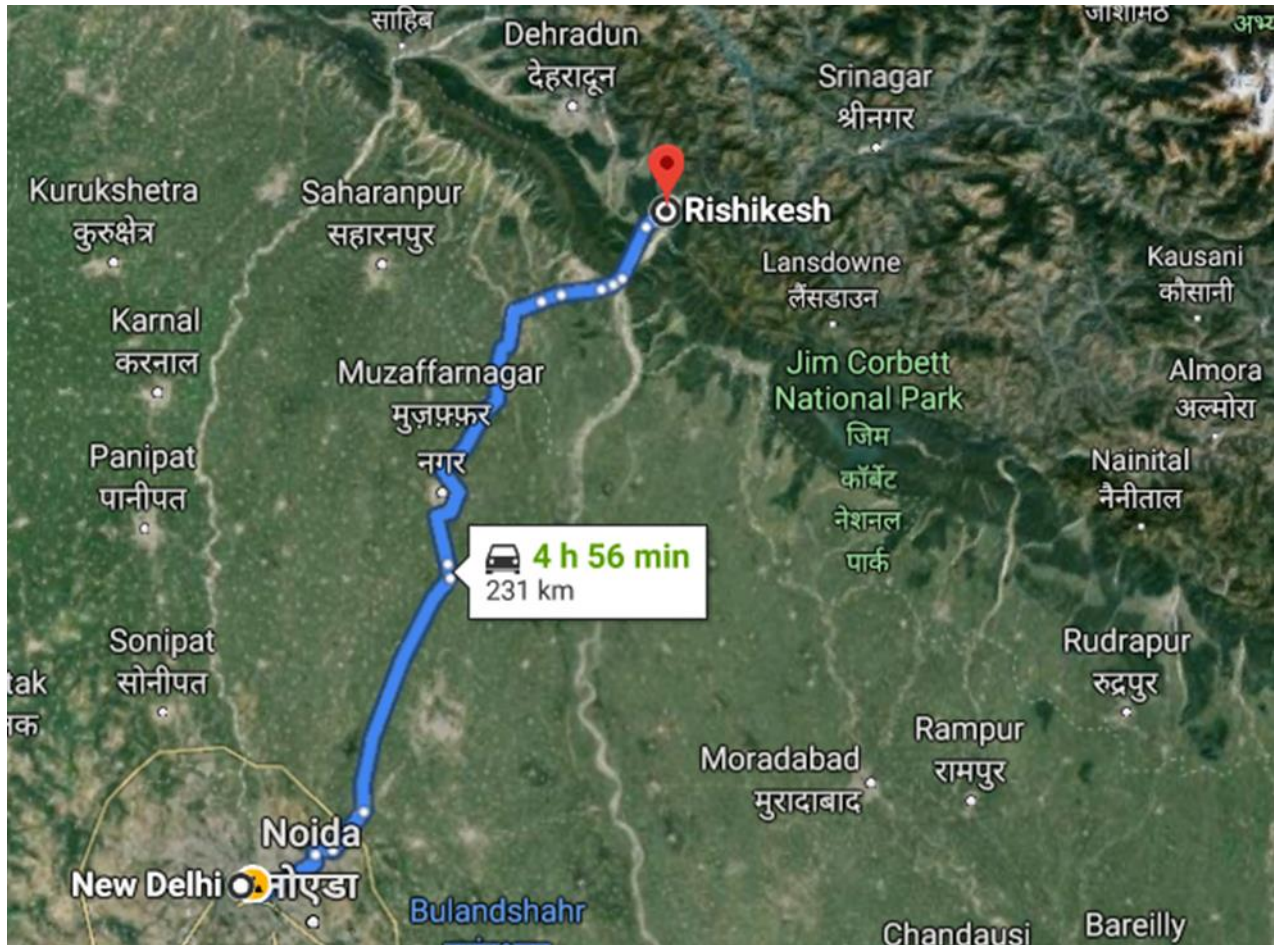 साहिब
Dehradun
देहरादून
जोशीमठ
Srinagar
श्रीनगर
Kurukshetra
कुरुक्षेत्र
Saharanpur
सहारनपुर
Rishikesh
Lansdowne
लैंसडाउन
Kausani
कौसानी
Karnal
करनाल
Muzaffarnagar
मुज़फ़्फ़र
नगर
Jim Corbett
National Park
जिम
कॉर्बेट
नेशनल
पार्क
Almora
अल्मोरा
Panipat
पानीपत
Nainital
नैनीताल
4 h 56 min
231 km
Sonipat
सोनीपत
tak
Rudrapur
रुद्रपुर
Rampur
रामपुर
Moradabad
मुरादाबाद
Noida
नोएडा
New Delhi
Bulandshahr
Chandausi
Bareilly